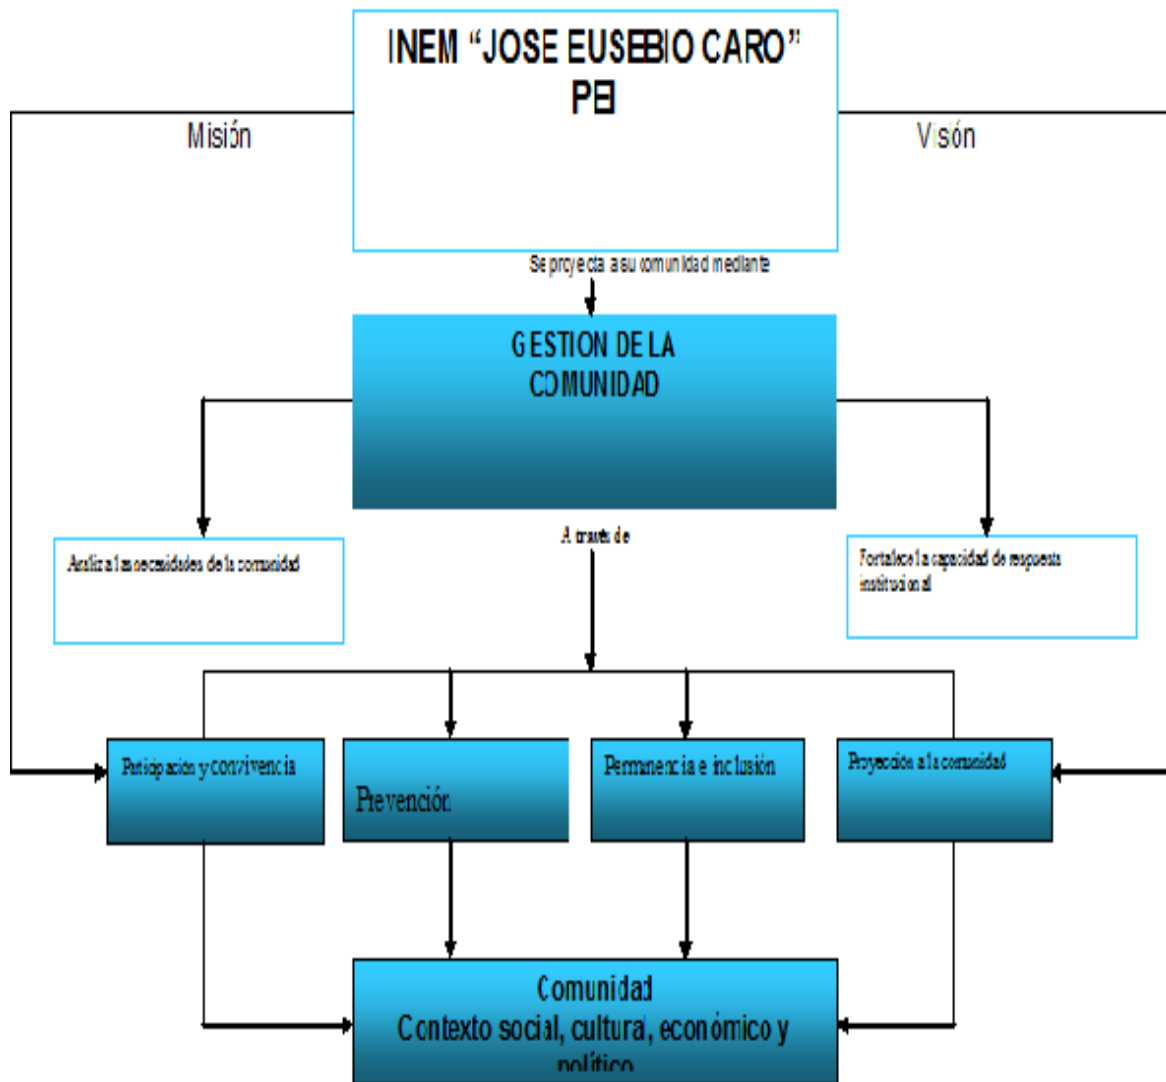 INEM “JOSE EUSEBIO CARO”
PEI
Misión
Visión
Se proyecta a su comunidad mediante
GESTION DE LA
COMUNIDAD
A través de
Analiza las necesidades de la comunidad
Fortalece la capacidad de respuesta
institucional
Participación y convivencia
Prevención
Permanencia e inclusión
Proyección a la comunidad
Comunidad
Contexto social, cultural, económico y
político